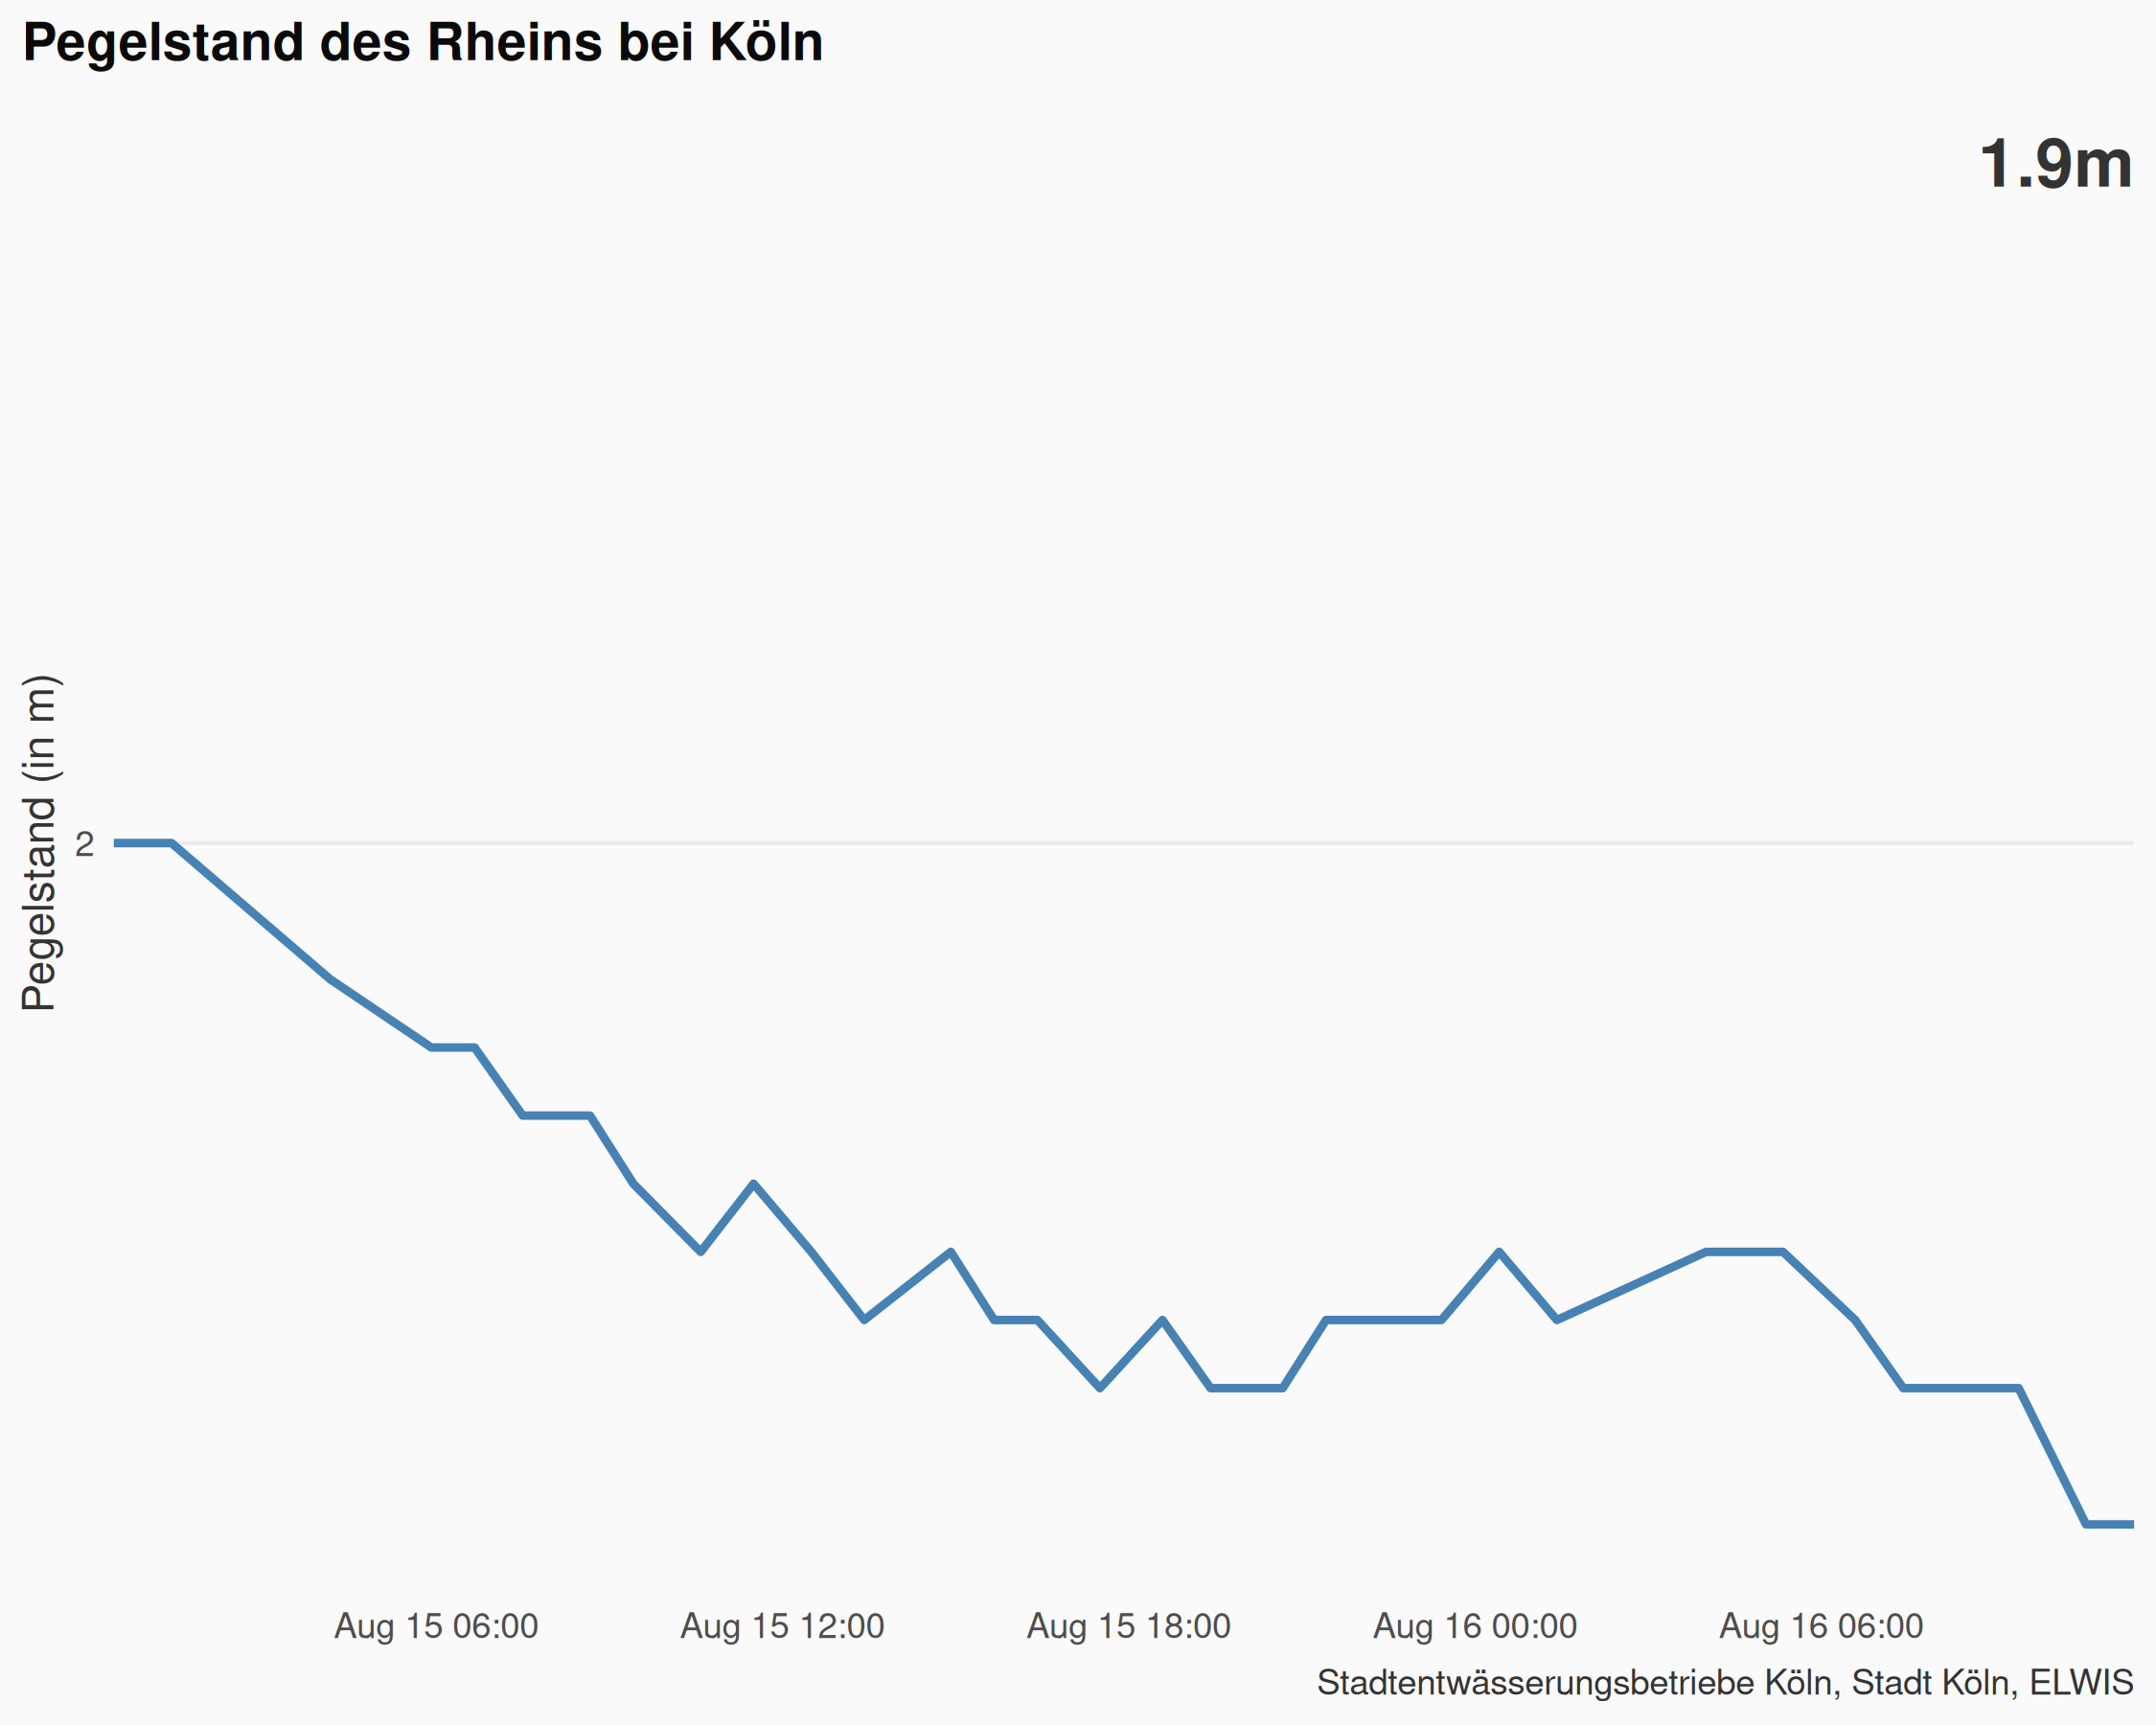 Pegelstand des Rheins bei Köln
1.9m
Pegelstand (in m)
2
Aug 15 06:00
Aug 15 12:00
Aug 15 18:00
Aug 16 00:00
Aug 16 06:00
Stadtentwässerungsbetriebe Köln, Stadt Köln, ELWIS